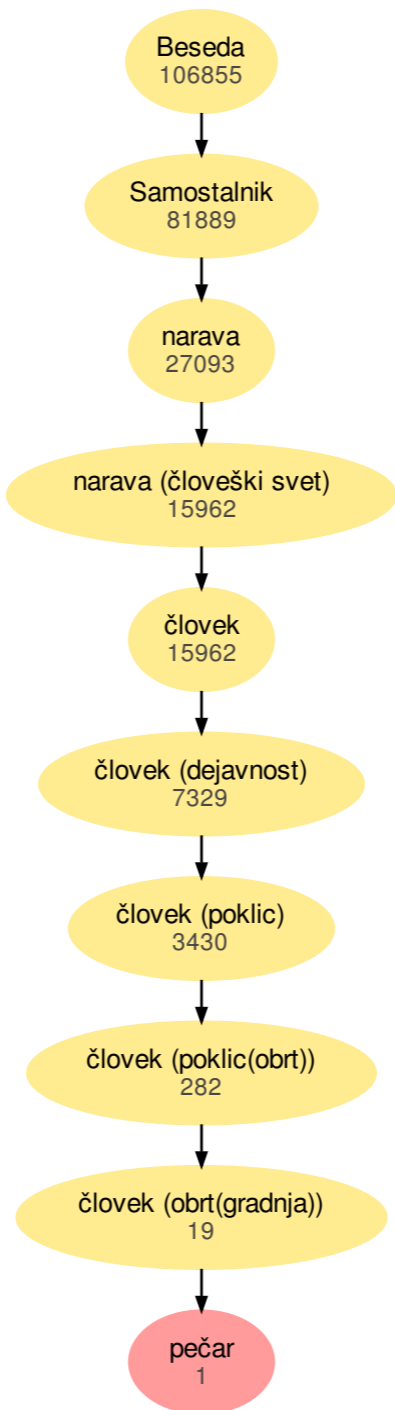 Beseda
106855
Samostalnik
81889
narava
27093
narava (človeški svet)
15962
človek
15962
človek (dejavnost)
7329
človek (poklic)
3430
človek (poklic(obrt))
282
človek (obrt(gradnja))
19
pečar
1